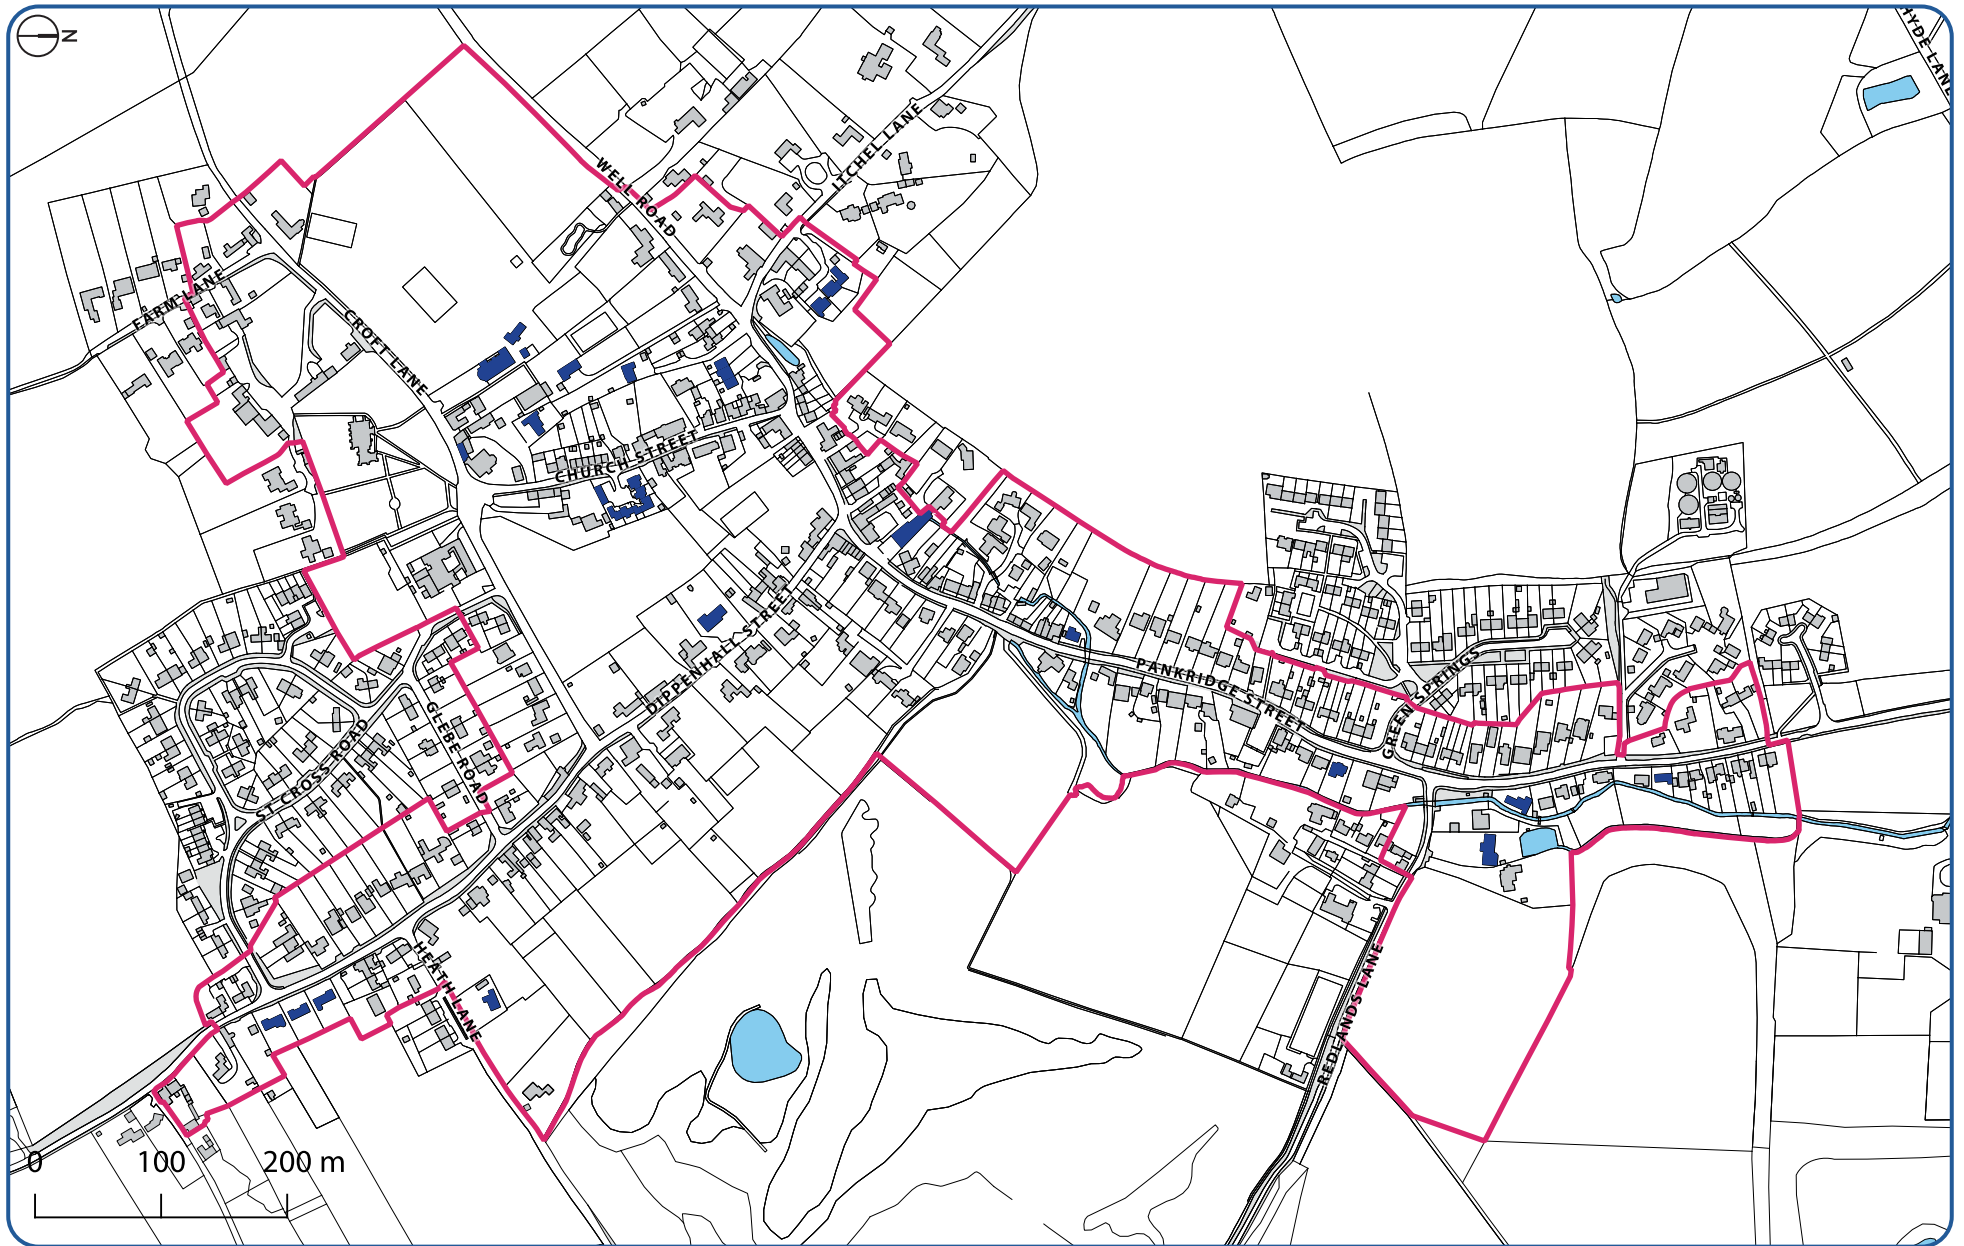 N
HYDE LANE
WELL ROAD
ITCHEL LANE
FARM LANE
CROFT LANE
CHURCH STREET
DIPPENHALL STREET
PANKRIDGE STREET
GREEN SPRINGS
GLEBE ROAD
ST CROSS ROAD
HEATH LANE
REDLANDS LANE
0 100 200 m